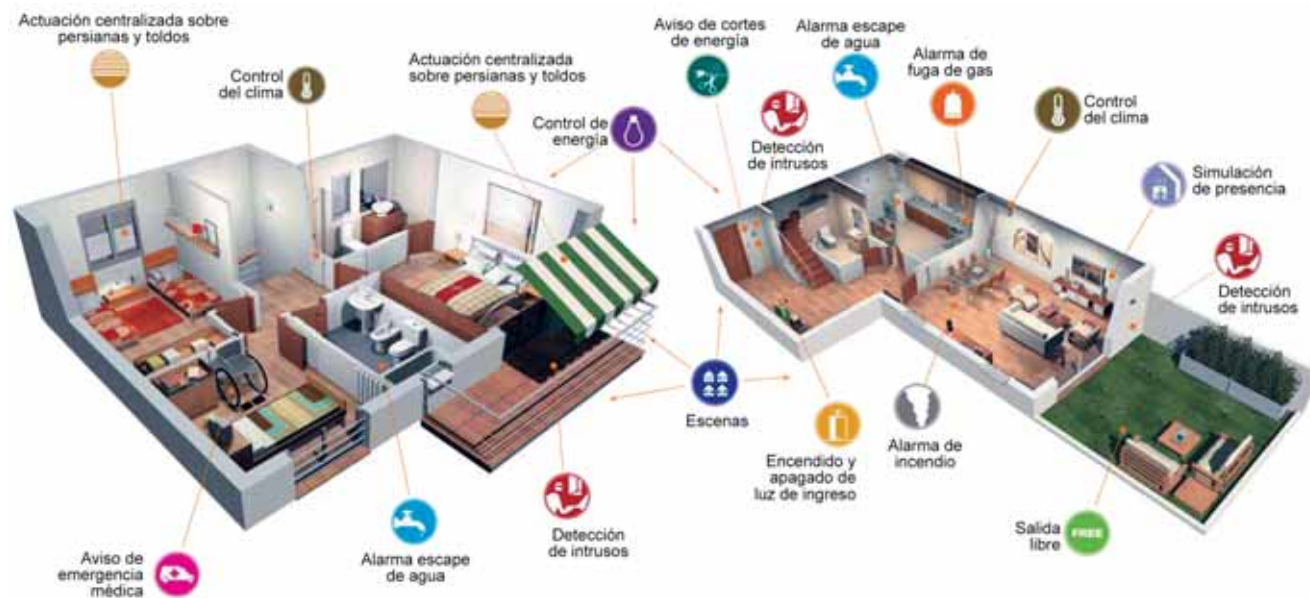 Actuación centralizada sobre
persianas y toldos
Control
del clima
Actuación centralizada
sobre persianas y toldos
Control de
energía
Aviso de cortes
de energía
Alarma escape
de agua
Alarma de
fuga de gas
Detección
de intrusos
Control
del clima
Simulación
de presencia
Detección
de intrusos
Escenas
Encendido y
apagado de
luz de ingreso
Alarma de
incendio
Salida
libre
FREE
Detección
de intrusos
Alarma escape
de agua
Aviso de
emergencia
médica